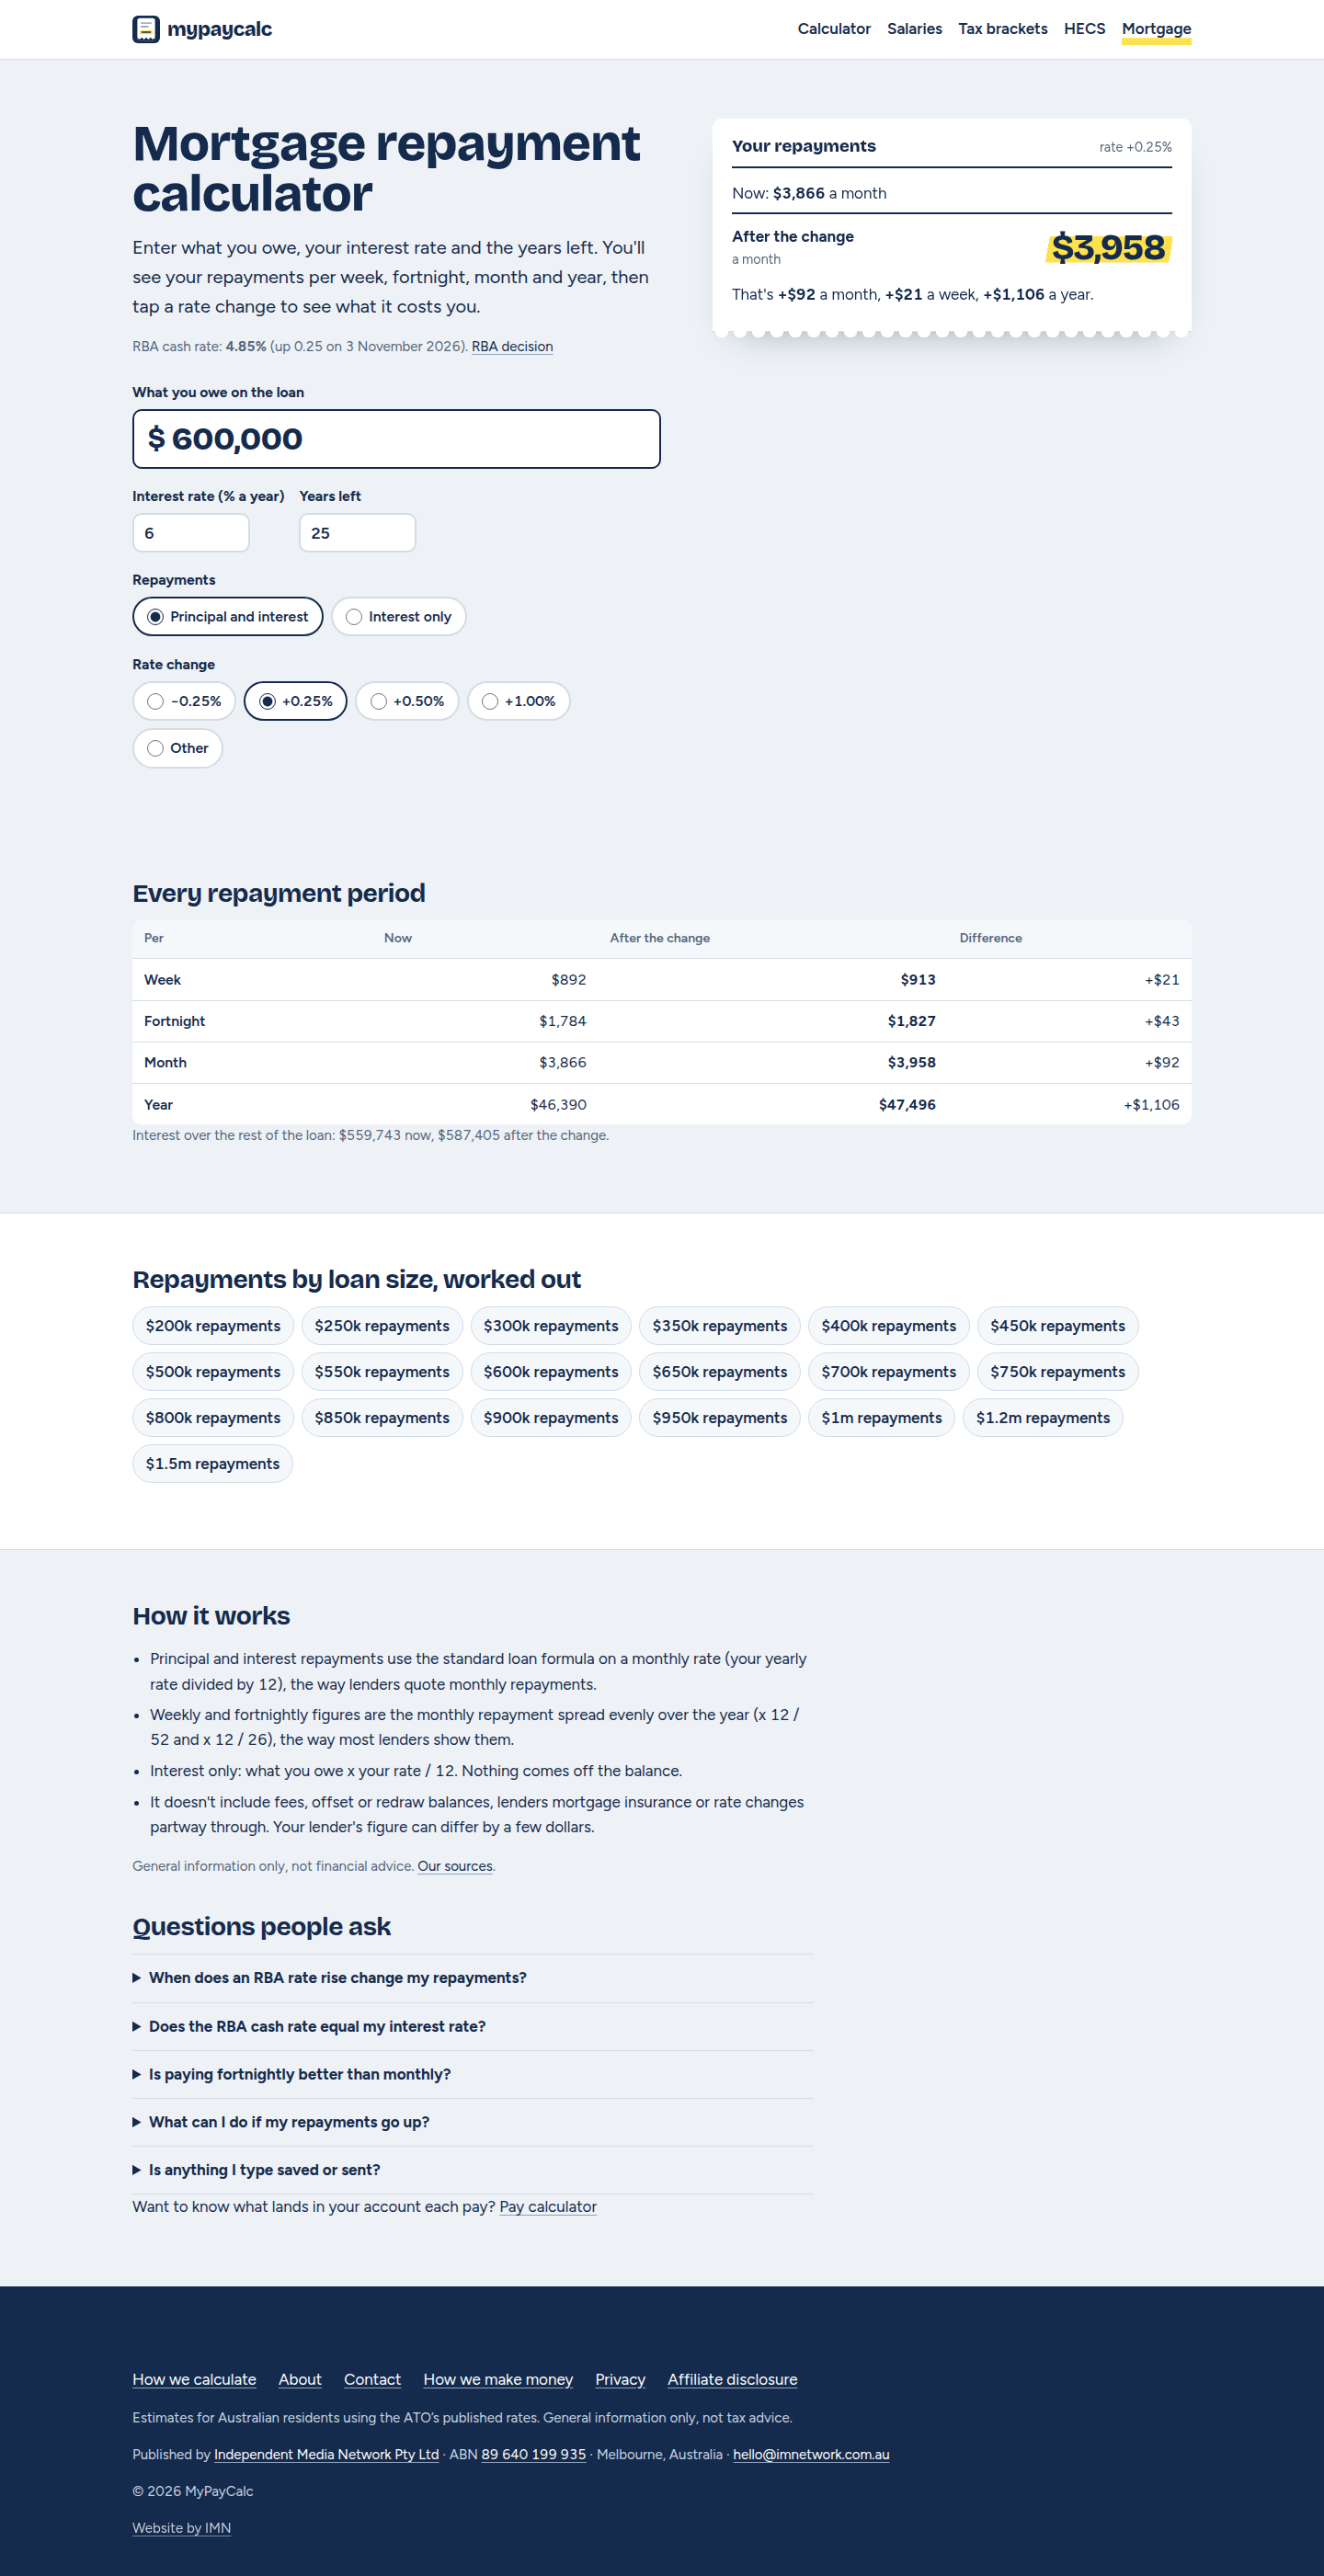 mypaycalc
Calculator Salaries Tax brackets HECS Mortgage
Mortgage repayment
calculator
Enter what you owe, your interest rate and the years left. You'll
see your repayments per week, fortnight, month and year, then
tap a rate change to see what it costs you.
RBA cash rate: 4.85% (up 0.25 on 3 November 2026). RBA decision
What you owe on the loan
$ 600,000
Interest rate (% a year) Years left
6 25
Repayments
Principal and interest Interest only
Rate change
-0.25% +0.25% +0.50% +1.00%
Other
Your repayments rate +0.25%
Now: $3,866 a month
After the change
a month
$3,958
That's +$92 a month, +$21 a week, +$1,106 a year.
Every repayment period
Per Now After the change Difference
Week $892 $913 +$21
Fortnight $1,784 $1,827 +$43
Month $3,866 $3,958 +$92
Year $46,390 $47,496 +$1,106
Interest over the rest of the loan: $559,743 now, $587,405 after the change.
Repayments by loan size, worked out
$200k repayments $250k repayments $300k repayments $350k repayments $400k repayments $450k repayments
$500k repayments $550k repayments $600k repayments $650k repayments $700k repayments $750k repayments
$800k repayments $850k repayments $900k repayments $950k repayments $1m repayments $1.2m repayments
$1.5m repayments
How it works
• Principal and interest repayments use the standard loan formula on a monthly rate (your yearly
rate divided by 12), the way lenders quote monthly repayments.
• Weekly and fortnightly figures are the monthly repayment spread evenly over the year (x 12 /
52 and x 12 / 26), the way most lenders show them.
• Interest only: what you owe x your rate / 12. Nothing comes off the balance.
• It doesn't include fees, offset or redraw balances, lenders mortgage insurance or rate changes
partway through. Your lender's figure can differ by a few dollars.
General information only, not financial advice. Our sources.
Questions people ask
When does an RBA rate rise change my repayments?
Does the RBA cash rate equal my interest rate?
Is paying fortnightly better than monthly?
What can I do if my repayments go up?
Is anything I type saved or sent?
Want to know what lands in your account each pay? Pay calculator
How we calculate About Contact How we make money Privacy Affiliate disclosure
Estimates for Australian residents using the ATO's published rates. General information only, not tax advice.
Published by Independent Media Network Pty Ltd · ABN 89 640 199 935 · Melbourne, Australia · hello@imnetwork.com.au
© 2026 MyPayCalc
Website by IMN